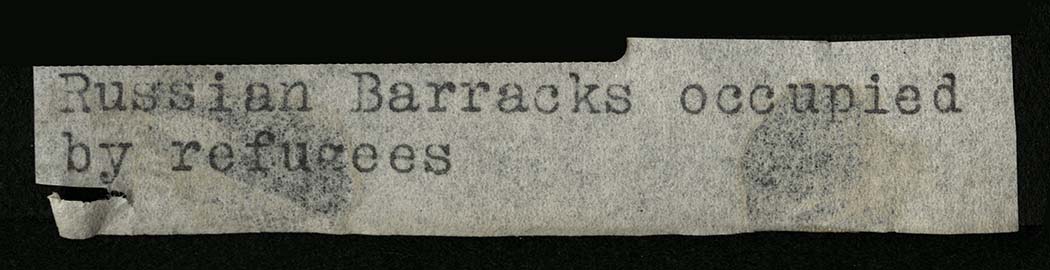 Russian Barracks occupied
by refugees